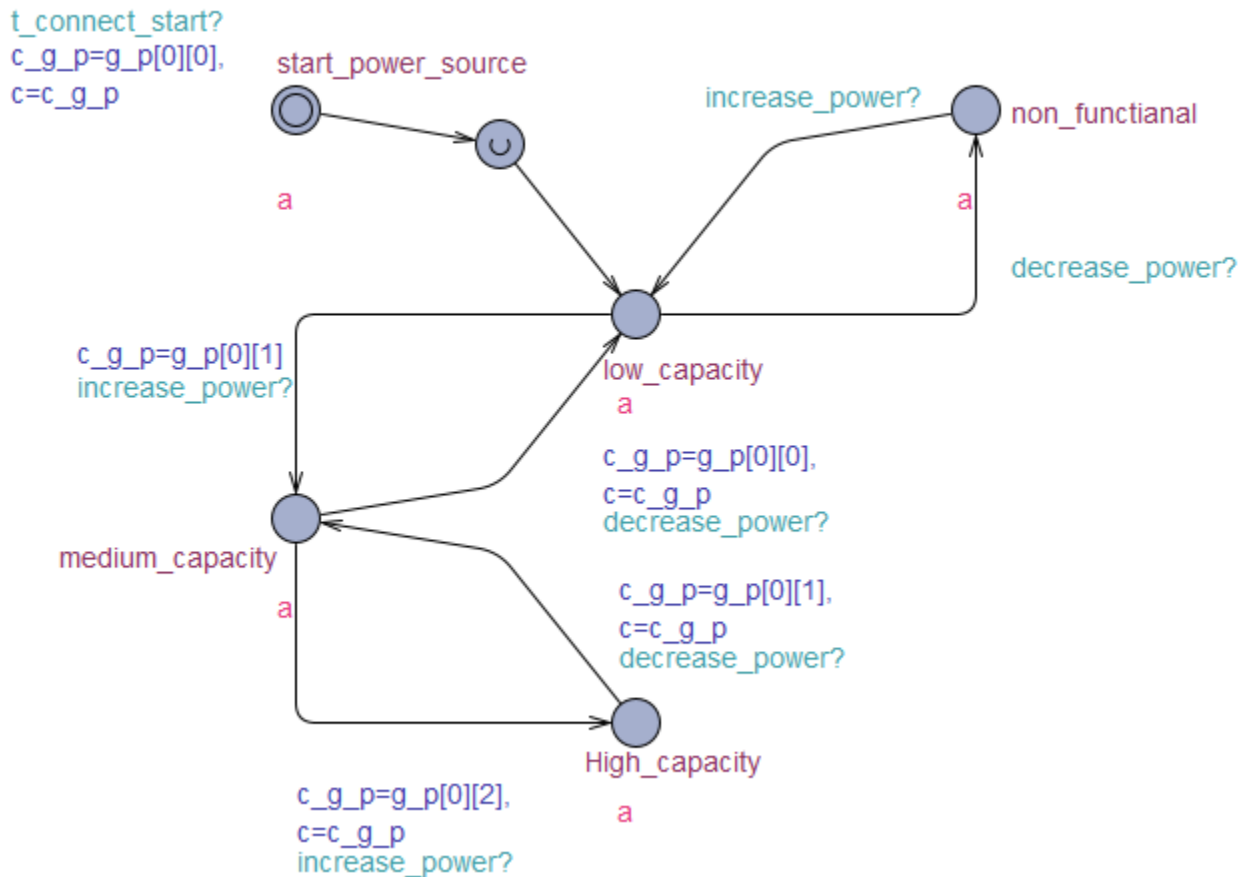 t_connect_start?
c_g_p=g_p[0][0],
c=c_g_p
start_power_source
a
increase_power?
non_functianal
a
decrease_power?
c_g_p=g_p[0][1]
increase_power?
low_capacity
a
c_g_p=g_p[0][0],
c=c_g_p
decrease_power?
medium_capacity
a
c_g_p=g_p[0][1],
c=c_g_p
decrease_power?
High_capacity
a
c_g_p=g_p[0][2],
c=c_g_p
increase_power?